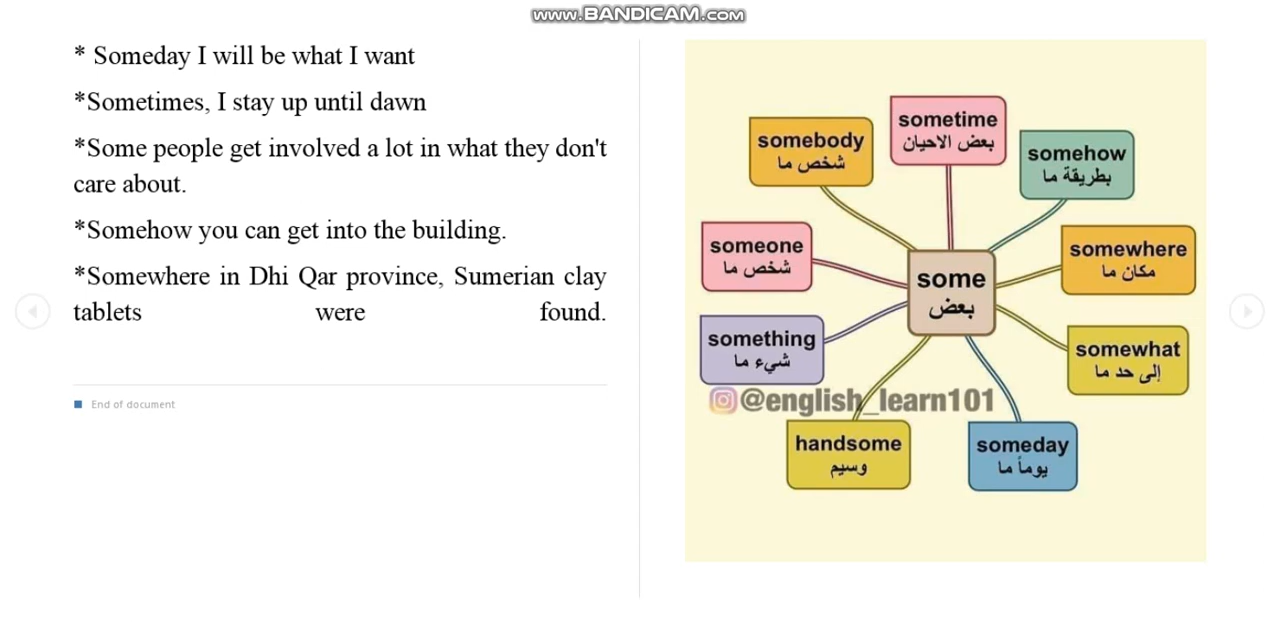 www.BANDICAM.com
* Someday I will be what I want
*Sometimes, I stay up until dawn
*Some people get involved a lot in what they don't
care about.
*Somehow you can get into the building.
*Somewhere in Dhi Qar province, Sumerian clay
tablets were found.
End of document
sometime
بعض الاحيان
somebody
شخص ما
somehow
بطريقة ما
someone
شخص ما
somewhere
مكان ما
some
بعض
something
شيء ما
somewhat
إلى حد ما
@english_learn101
handsome
وسيم
someday
يوماً ما